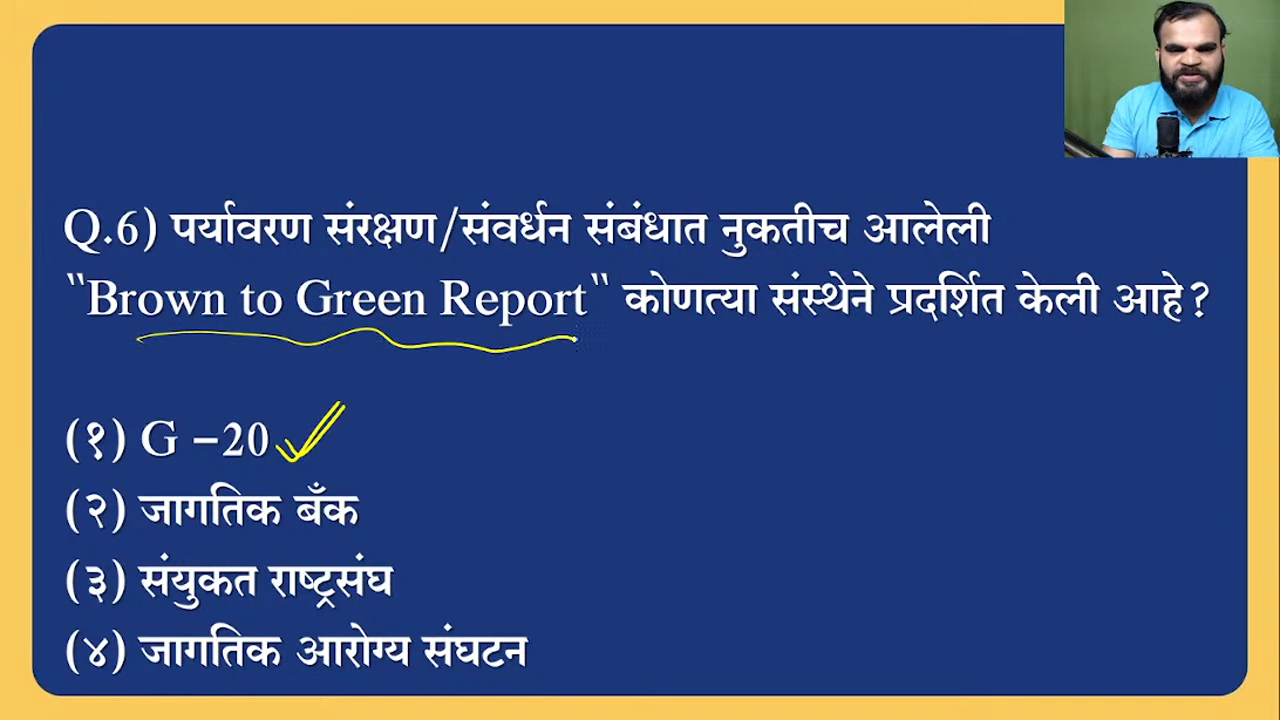 Q.6) पर्यावरण संरक्षण/संवर्धन संबंधात नुकतीच आलेली
"Brown to Green Report" कोणत्या संस्थेने प्रदर्शित केली आहे?
(१) G -20
(२) जागतिक बँक
(३) संयुकत राष्ट्रसंघ
(४) जागतिक आरोग्य संघटन